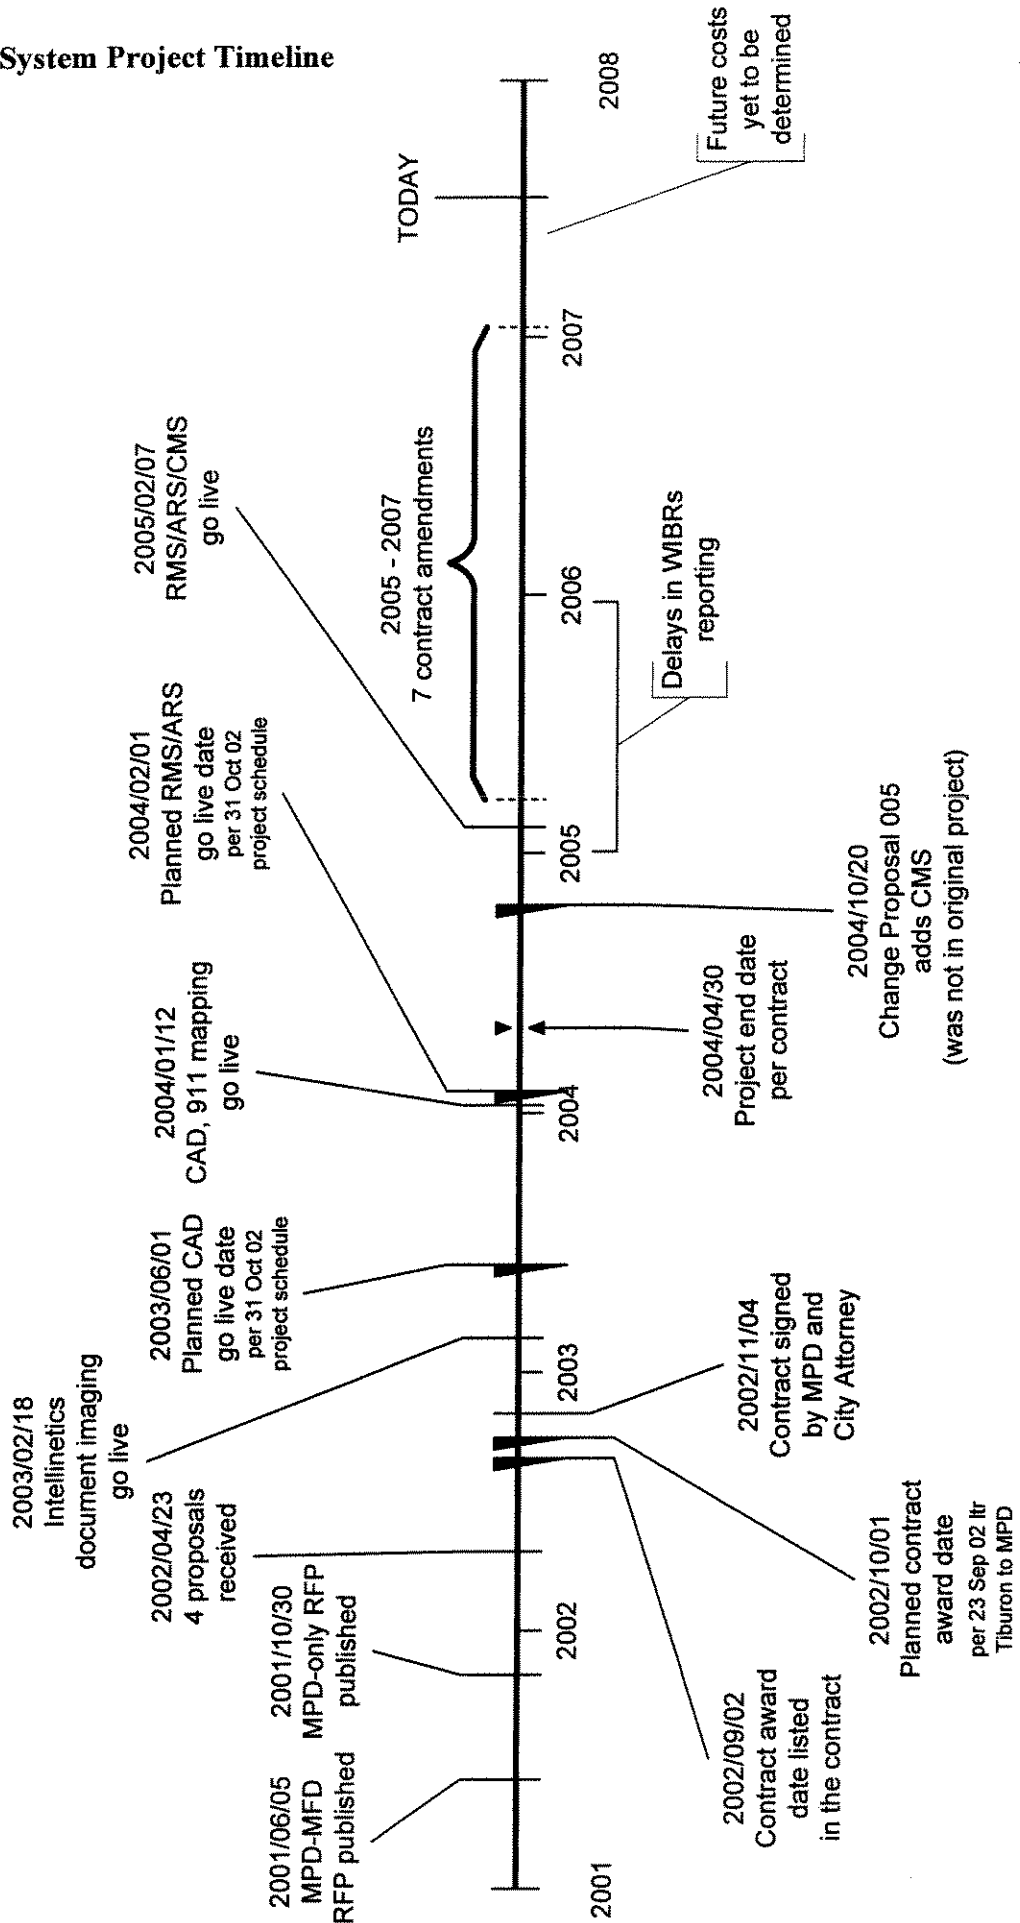 System Project Timeline
2001/06/05
MPD-MFD
RFP published
2001/10/30
MPD-only RFP
published
2002/04/23
4 proposals
received
2003/02/18
Intellinetics
document imaging
go live
2003/06/01
Planned CAD
go live date
per 31 Oct 02
project schedule
2004/01/12
CAD, 911 mapping
go live
2004/02/01
Planned RMS/ARS
go live date
per 31 Oct 02
project schedule
2005/02/07
RMS/ARS/CMS
go live
2005 - 2007
7 contract amendments
TODAY
2001
2002
2003
2004
2005
2006
2007
2008
2002/09/02
Contract award
date listed
in the contract
2002/10/01
Planned contract
award date
per 23 Sep 02 ltr
Tiburon to MPD
2002/11/04
Contract signed
by MPD and
City Attorney
2004/04/30
Project end date
per contract
2004/10/20
Change Proposal 005
adds CMS
(was not in original project)
Delays in WIBRs
reporting
Future costs
yet to be
determined